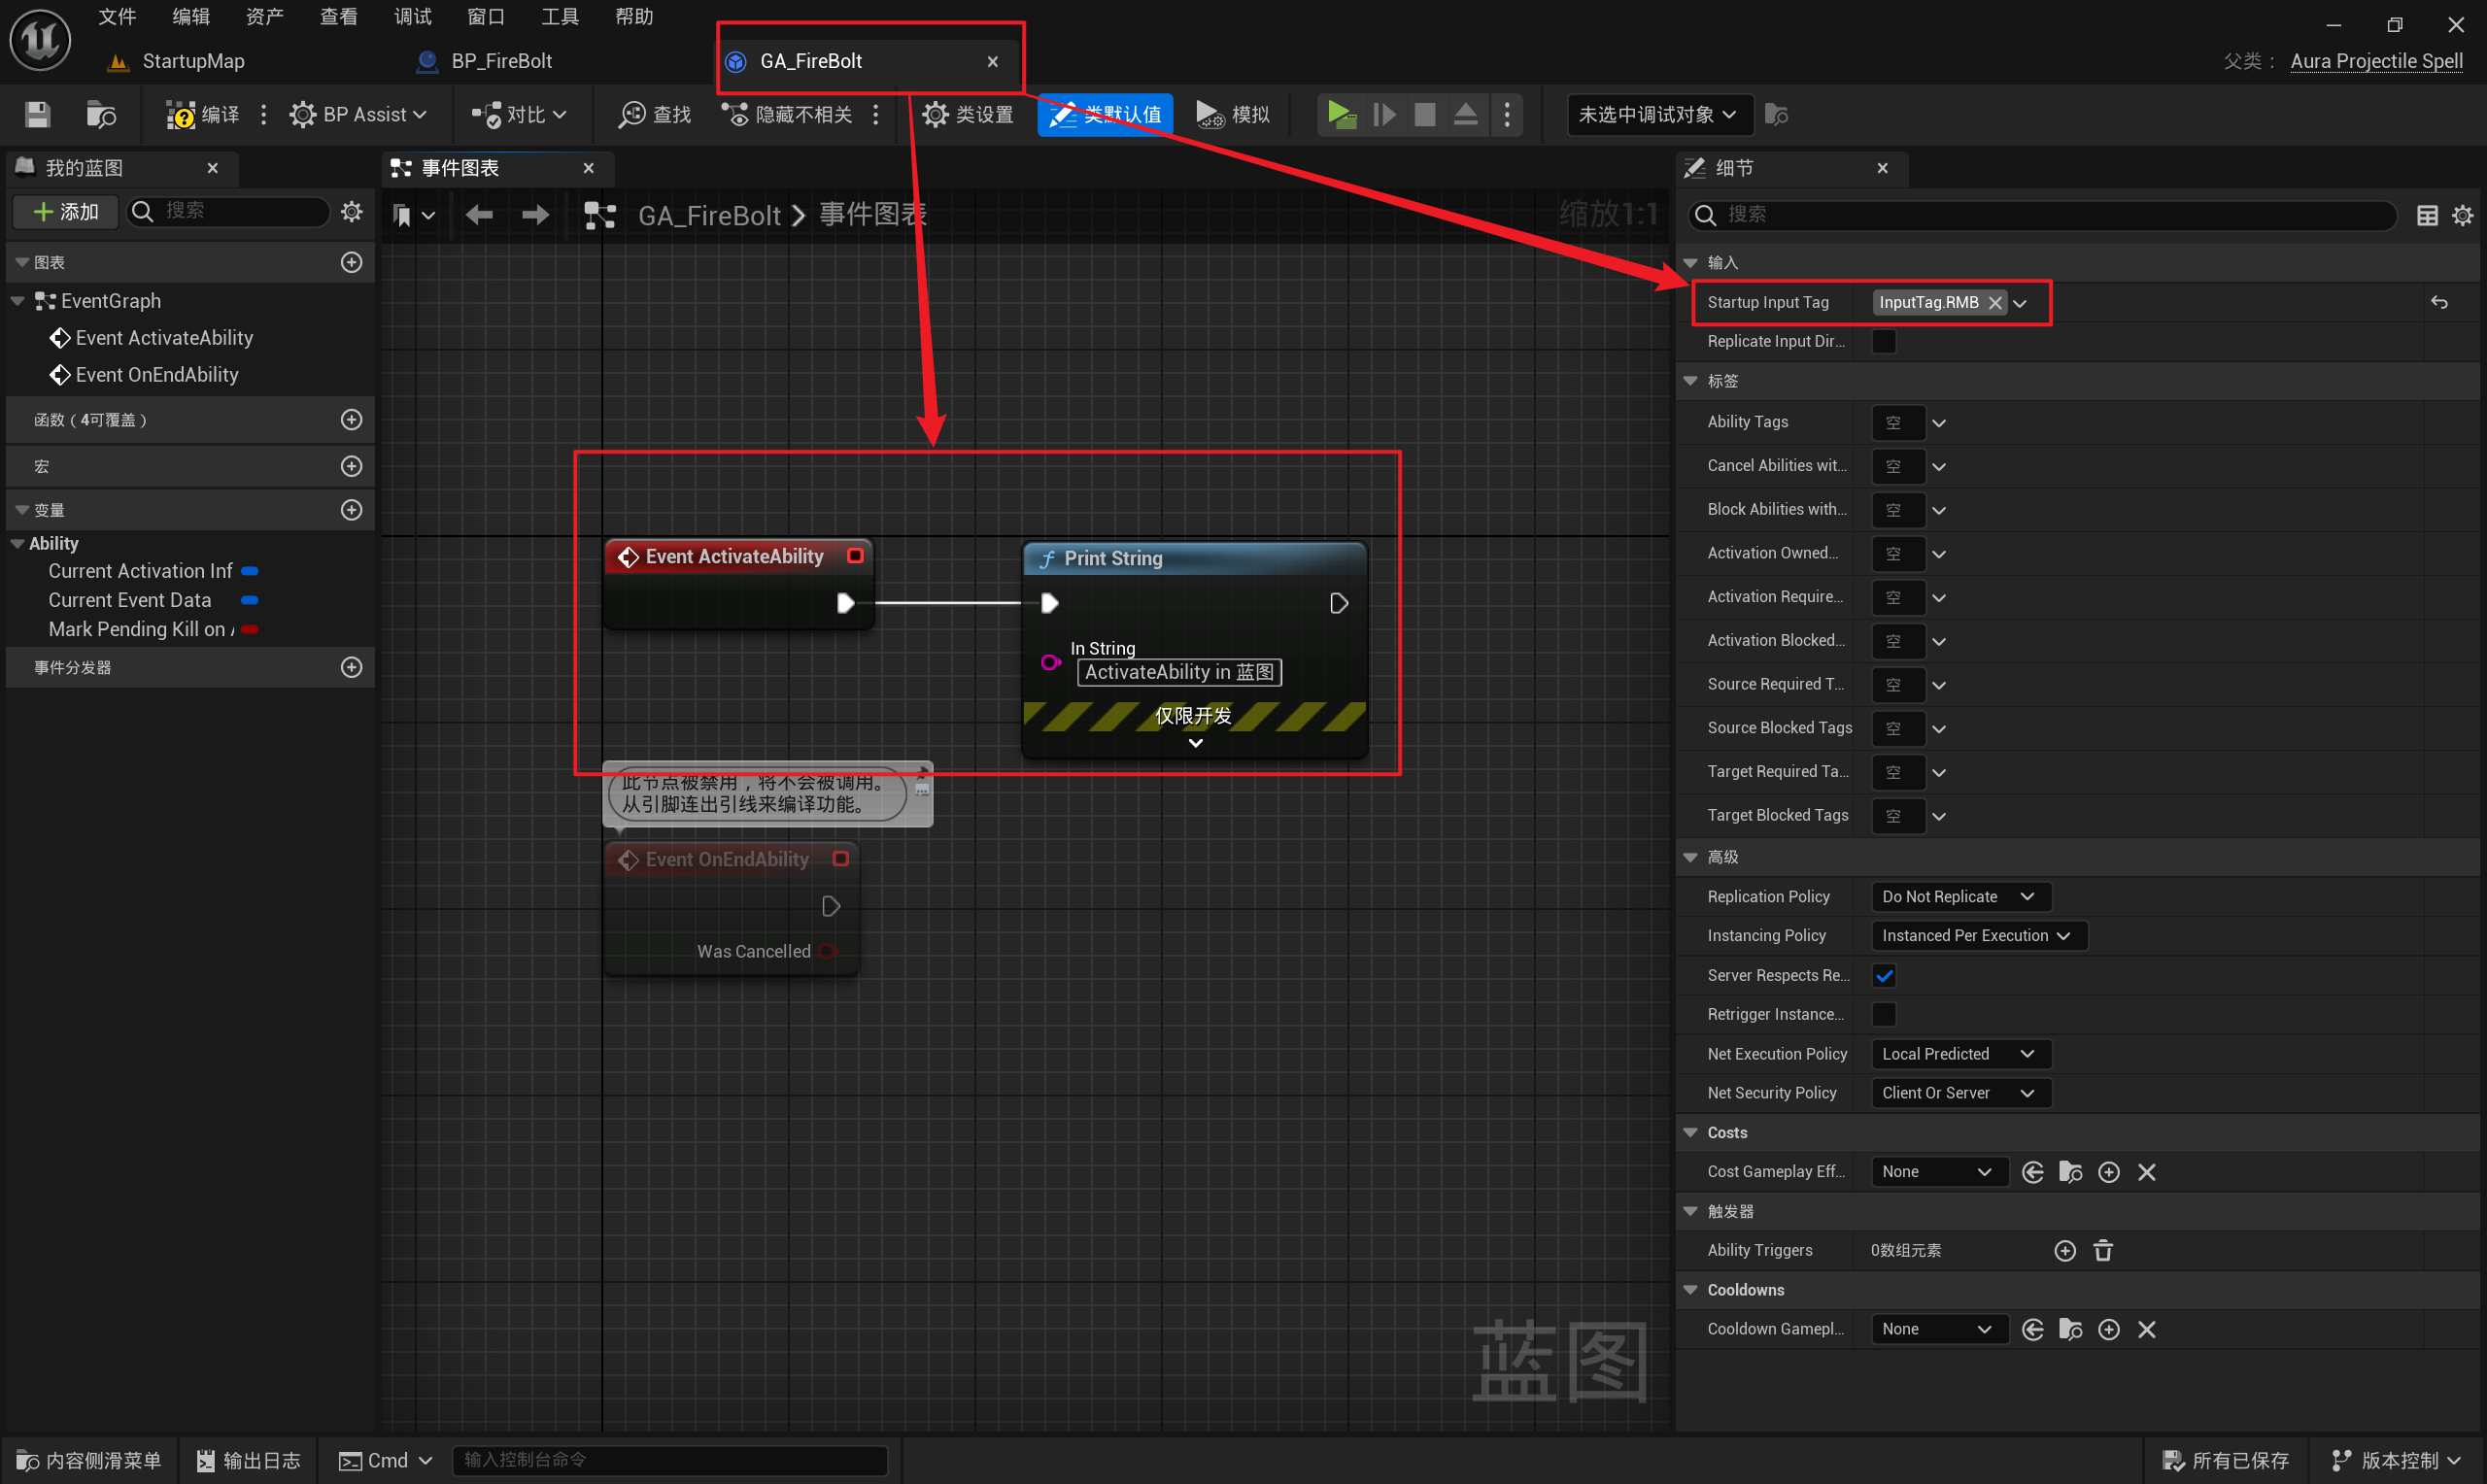 文件 编辑 资产 查看 调试 窗口 工具 帮助
StartupMap
BP_FireBolt
GA_FireBolt
父类： Aura Projectile Spell
编译
BP Assist
对比
查找
隐藏不相关
类设置
类默认值
模拟
未选中调试对象
我的蓝图
添加
搜索
图表
EventGraph
Event ActivateAbility
Event OnEndAbility
函数（4可覆盖）
宏
变量
Ability
Current Activation Inf
Current Event Data
Mark Pending Kill on
事件分发器
事件图表
GA_FireBolt > 事件图表
缩放1:1
Event ActivateAbility
Print String
In String
ActivateAbility in 蓝图
仅限开发
此节点被禁用，将不会被调用。
从引脚连出引线来编译功能。
Event OnEndAbility
Was Cancelled
蓝图
细节
搜索
输入
Startup Input Tag InputTag.RMB
Replicate Input Dir...
标签
Ability Tags 空
Cancel Abilities wit... 空
Block Abilities with... 空
Activation Owned... 空
Activation Require... 空
Activation Blocked... 空
Source Required T... 空
Source Blocked Tags 空
Target Required Ta... 空
Target Blocked Tags 空
高级
Replication Policy Do Not Replicate
Instancing Policy Instanced Per Execution
Server Respects Re...
Retrigger Instance...
Net Execution Policy Local Predicted
Net Security Policy Client Or Server
Costs
Cost Gameplay Eff... None
触发器
Ability Triggers 0数组元素
Cooldowns
Cooldown Gamepl... None
内容侧滑菜单
输出日志
Cmd
输入控制台命令
所有已保存
版本控制